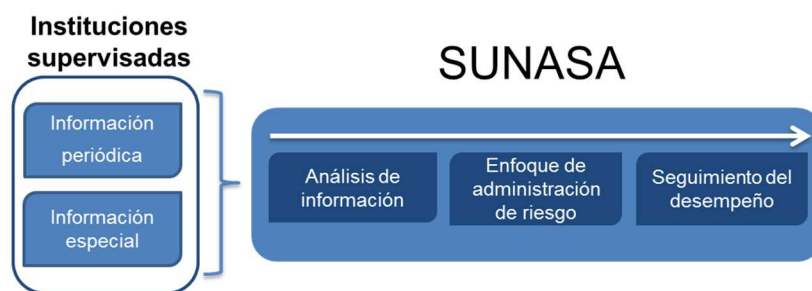 Instituciones
supervisadas
Información
periódica
Información
especial
SUNASA
Análisis de
información
Enfoque de
administración
de riesgo
Seguimiento del
desempeño